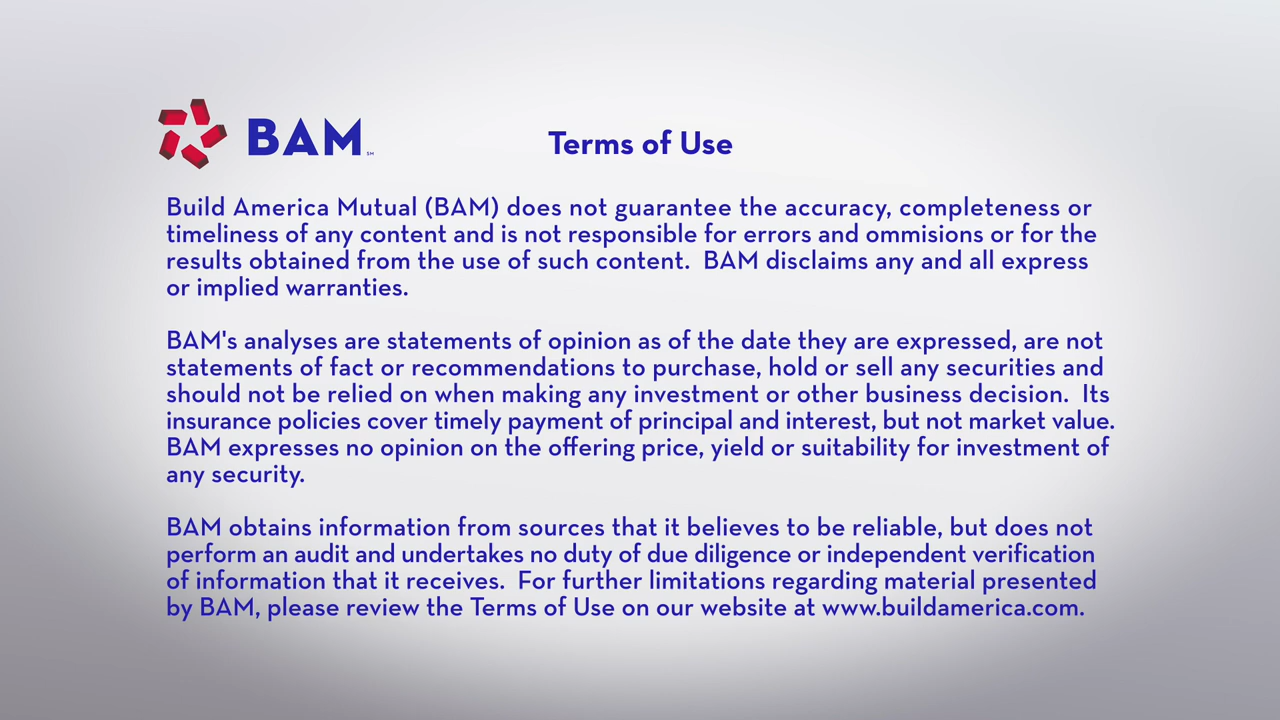 BAM SM
Terms of Use
Build America Mutual (BAM) does not guarantee the accuracy, completeness or
timeliness of any content and is not responsible for errors and ommisions or for the
results obtained from the use of such content.  BAM disclaims any and all express
or implied warranties.
BAM's analyses are statements of opinion as of the date they are expressed, are not
statements of fact or recommendations to purchase, hold or sell any securities and
should not be relied on when making any investment or other business decision.  Its
insurance policies cover timely payment of principal and interest, but not market value.
BAM expresses no opinion on the offering price, yield or suitability for investment of
any security.
BAM obtains information from sources that it believes to be reliable, but does not
perform an audit and undertakes no duty of due diligence or independent verification
of information that it receives.  For further limitations regarding material presented
by BAM, please review the Terms of Use on our website at www.buildamerica.com.